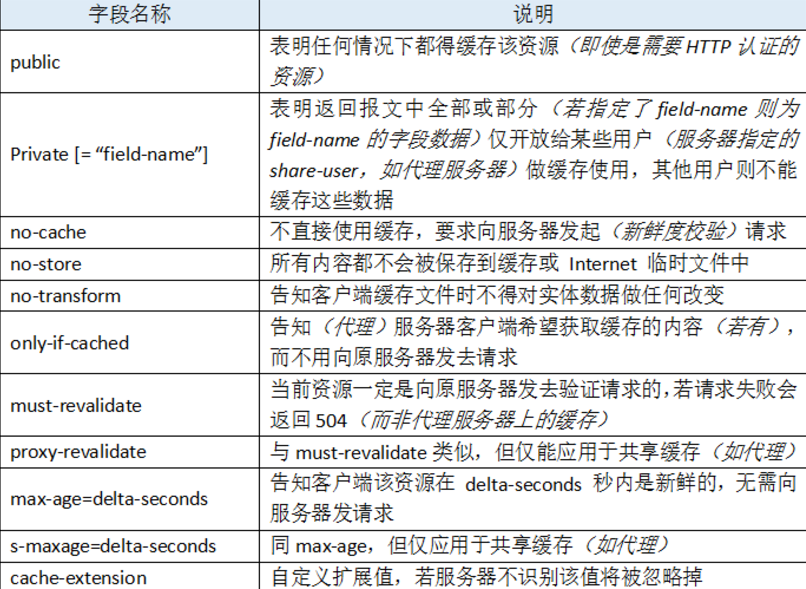 字段名称 说明
public
表明任何情况下都得缓存该资源（即使是需要 HTTP 认证的
资源）
Private [= “field-name”]
表明返回报文中全部或部分（若指定了 field-name 则为
field-name 的字段数据）仅开放给某些用户（服务器指定的
share-user，如代理服务器）做缓存使用，其他用户则不能
缓存这些数据
no-cache
不直接使用缓存，要求向服务器发起（新鲜度校验）请求
no-store
所有内容都不会被保存到缓存或 Internet 临时文件中
no-transform
告知客户端缓存文件时不得对实体数据做任何改变
only-if-cached
告知（代理）服务器客户端希望获取缓存的内容（若有），
而不用向原服务器发去请求
must-revalidate
当前资源一定是向原服务器发去验证请求的，若请求失败会
返回 504（而非代理服务器上的缓存）
proxy-revalidate
与 must-revalidate 类似，但仅能应用于共享缓存（如代理）
max-age=delta-seconds
告知客户端该资源在 delta-seconds 秒内是新鲜的，无需向
服务器发请求
s-maxage=delta-seconds
同 max-age，但仅应用于共享缓存（如代理）
cache-extension
自定义扩展值，若服务器不识别该值将被忽略掉